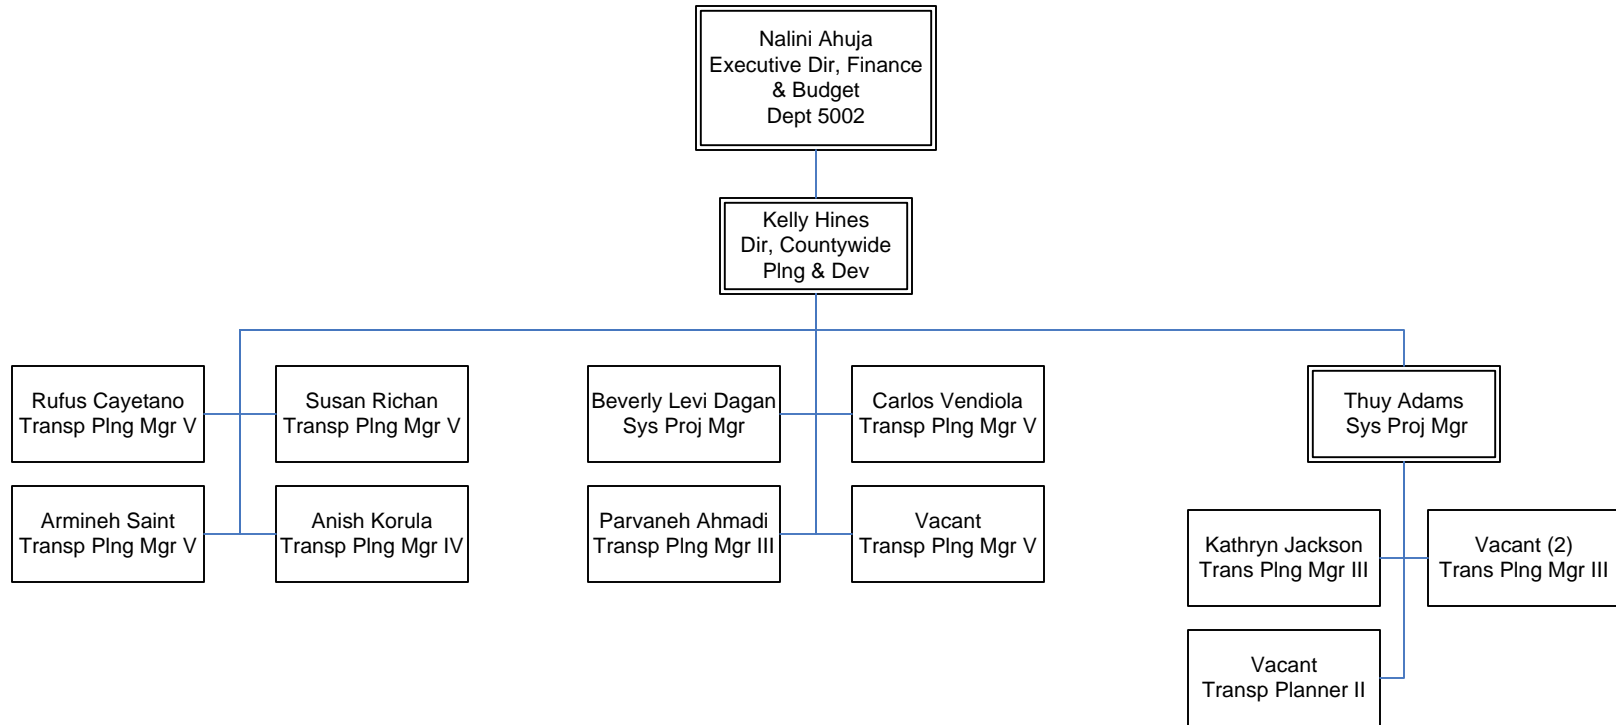 Nalini Ahuja
Executive Dir, Finance
& Budget
Dept 5002
Kelly Hines
Dir, Countywide
Plng & Dev
Rufus Cayetano
Transp Plng Mgr V
Susan Richan
Transp Plng Mgr V
Beverly Levi Dagan
Sys Proj Mgr
Carlos Vendiola
Transp Plng Mgr V
Thuy Adams
Sys Proj Mgr
Armineh Saint
Transp Plng Mgr V
Anish Korula
Transp Plng Mgr IV
Parvaneh Ahmadi
Transp Plng Mgr III
Vacant
Transp Plng Mgr V
Kathryn Jackson
Trans Plng Mgr III
Vacant (2)
Trans Plng Mgr III
Vacant
Transp Planner II